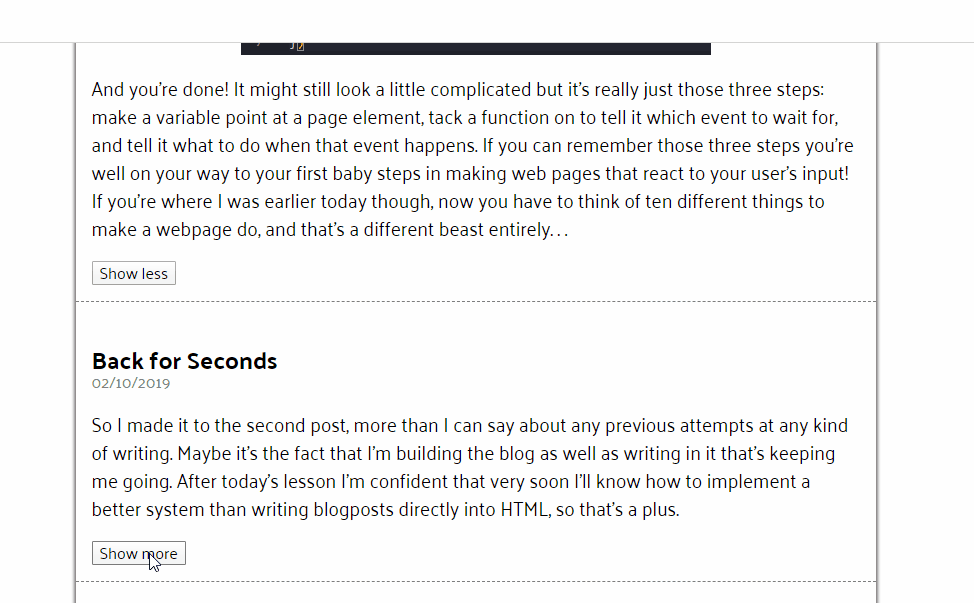 And you're done! It might still look a little complicated but it's really just those three steps:
make a variable point at a page element, tack a function on to tell it which event to wait for,
and tell it what to do when that event happens. If you can remember those three steps you're
well on your way to your first baby steps in making web pages that react to your user's input!
If you're where I was earlier today though, now you have to think of ten different things to
make a webpage do, and that's a different beast entirely...
Show less
Back for Seconds
02/10/2019
So I made it to the second post, more than I can say about any previous attempts at any kind
of writing. Maybe it's the fact that I'm building the blog as well as writing in it that's keeping
me going. After today's lesson I'm confident that very soon I'll know how to implement a
better system than writing blogposts directly into HTML, so that's a plus.
Show more